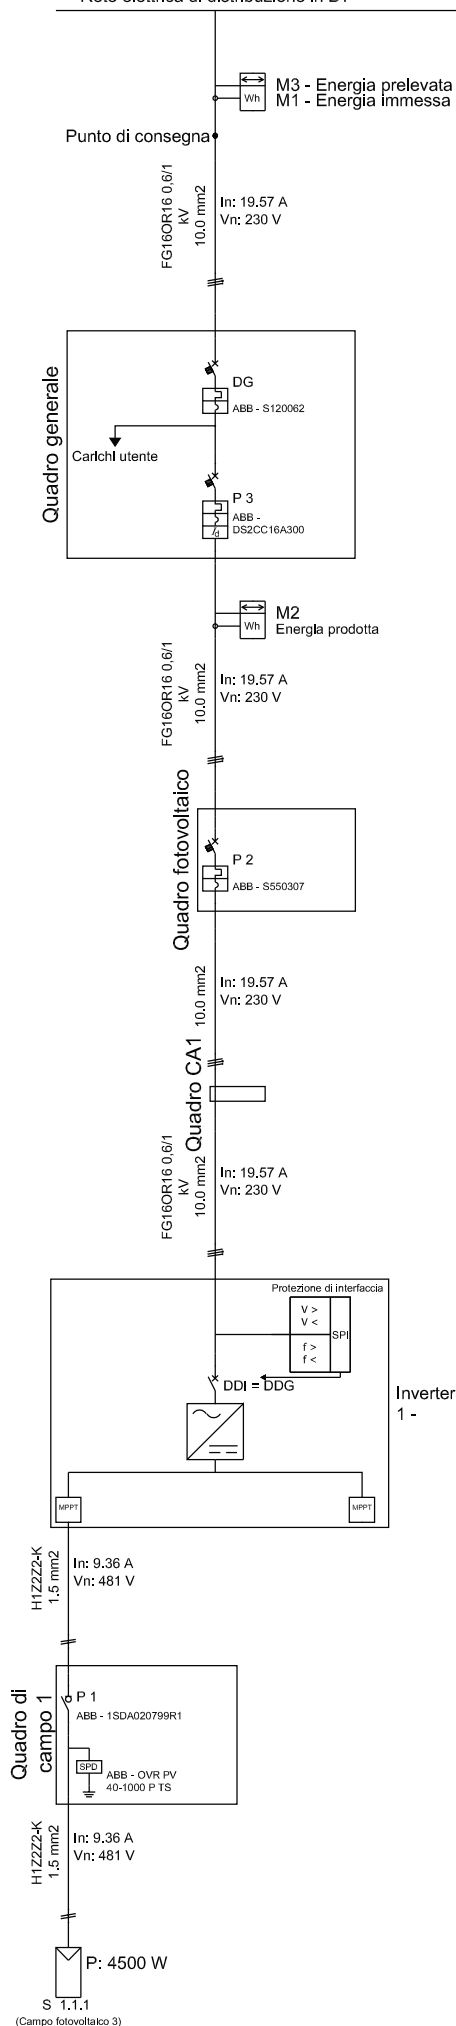 Rete elettrica di distribuzione in BT
M3 - Energia prelevata
M1 - Energia immessa
Wh
Punto di consegna
FG16OR16 0,6/1
kV
10.0 mm2
In: 19.57 A
Vn: 230 V
Quadro generale
DG
ABB - S120062
Carichi utente
P 3
ABB -
DS2CC16A300
Id
M2
Energia prodotta
Wh
FG16OR16 0,6/1
kV
10.0 mm2
In: 19.57 A
Vn: 230 V
Quadro fotovoltaico
P 2
ABB - S550307
10.0 mm2
In: 19.57 A
Vn: 230 V
Quadro CA1
FG16OR16 0,6/1
kV
10.0 mm2
In: 19.57 A
Vn: 230 V
Protezione di interfaccia
V >
V <
SPI
f >
f <
DDI = DDG
Inverter
1 -
MPPT
MPPT
H1Z2Z2-K
1.5 mm2
In: 9.36 A
Vn: 481 V
Quadro di
campo 1
P 1
ABB - 1SDA020799R1
SPD
ABB - OVR PV
40-1000 P TS
H1Z2Z2-K
1.5 mm2
In: 9.36 A
Vn: 481 V
P: 4500 W
S 1.1.1
(Campo fotovoltaico 3)